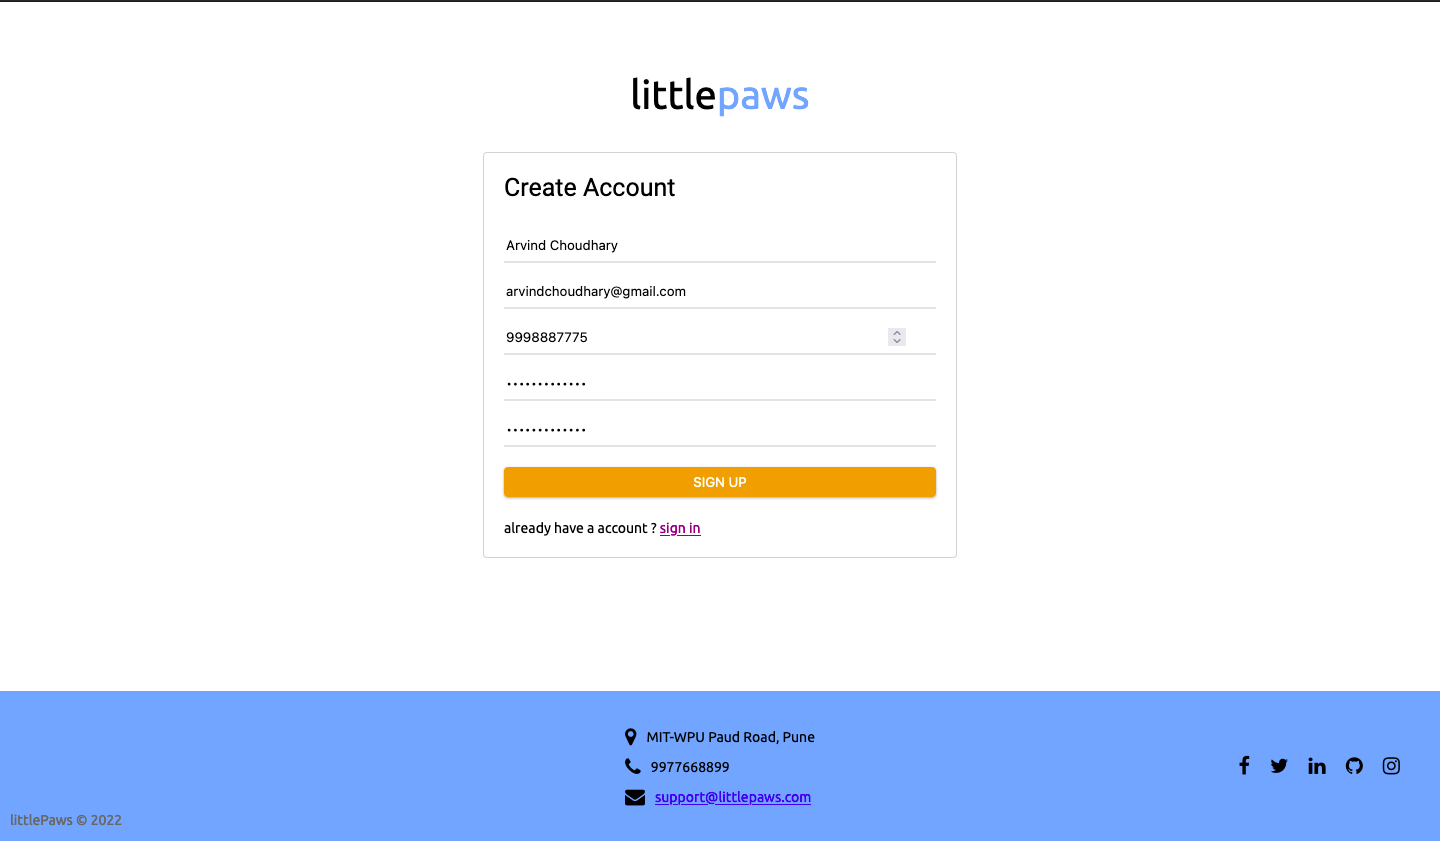 littlepaws
Create Account
Arvind Choudhary
arvindchoudhary@gmail.com
9998887775
•••••••••••••
•••••••••••••
SIGN UP
already have a account ? sign in
MIT-WPU Paud Road, Pune
9977668899
support@littlepaws.com
littlePaws © 2022